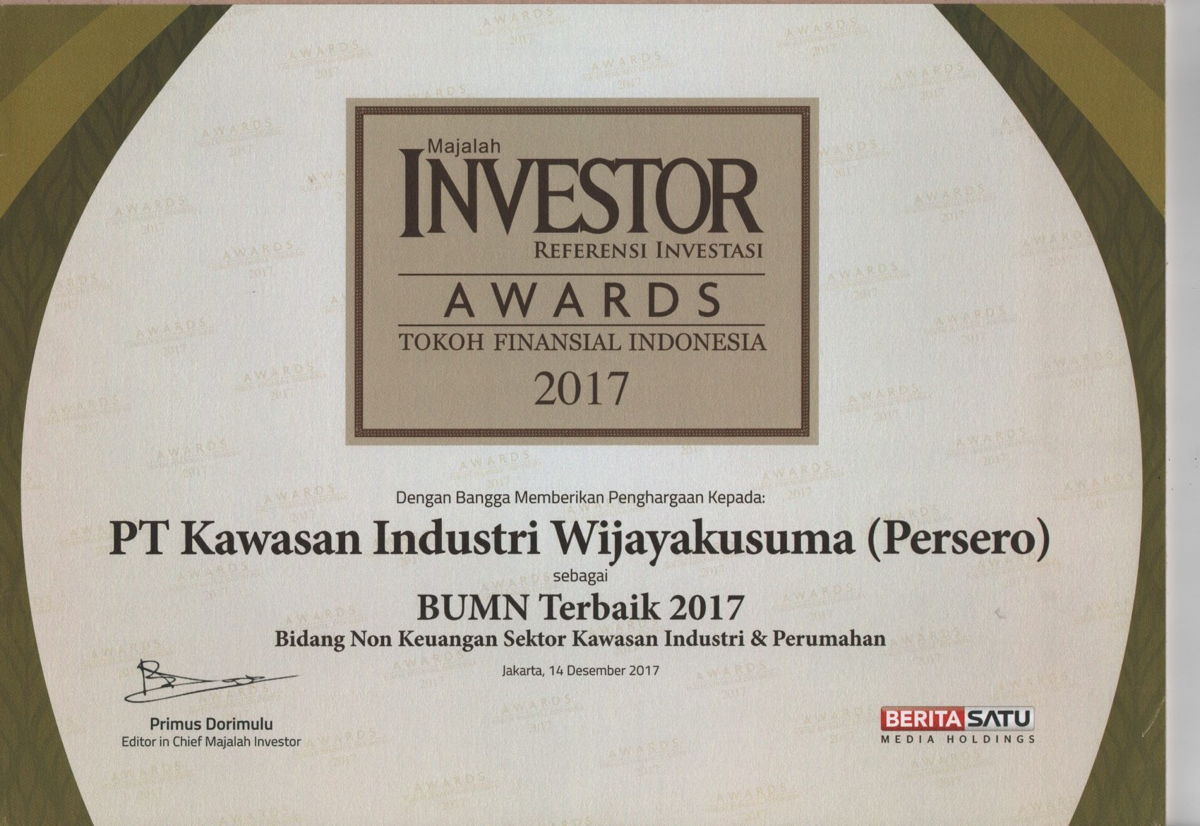 Majalah
INVESTOR
REFERENSI INVESTASI
AWARDS
TOKOH FINANSIAL INDONESIA
2017
Dengan Bangga Memberikan Penghargaan Kepada:
PT Kawasan Industri Wijayakusuma (Persero)
sebagai
BUMN Terbaik 2017
Bidang Non Keuangan Sektor Kawasan Industri & Perumahan
Jakarta, 14 Desember 2017
Primus Dorimulu
Editor in Chief Majalah Investor
BERITA SATU
MEDIA HOLDINGS